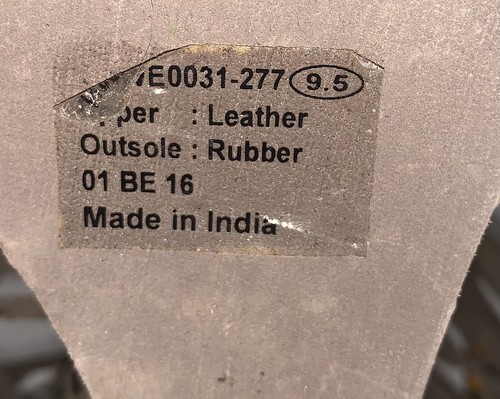 E0031-277 9.5
: Leather
Outsole : Rubber
01 BE 16
Made in India